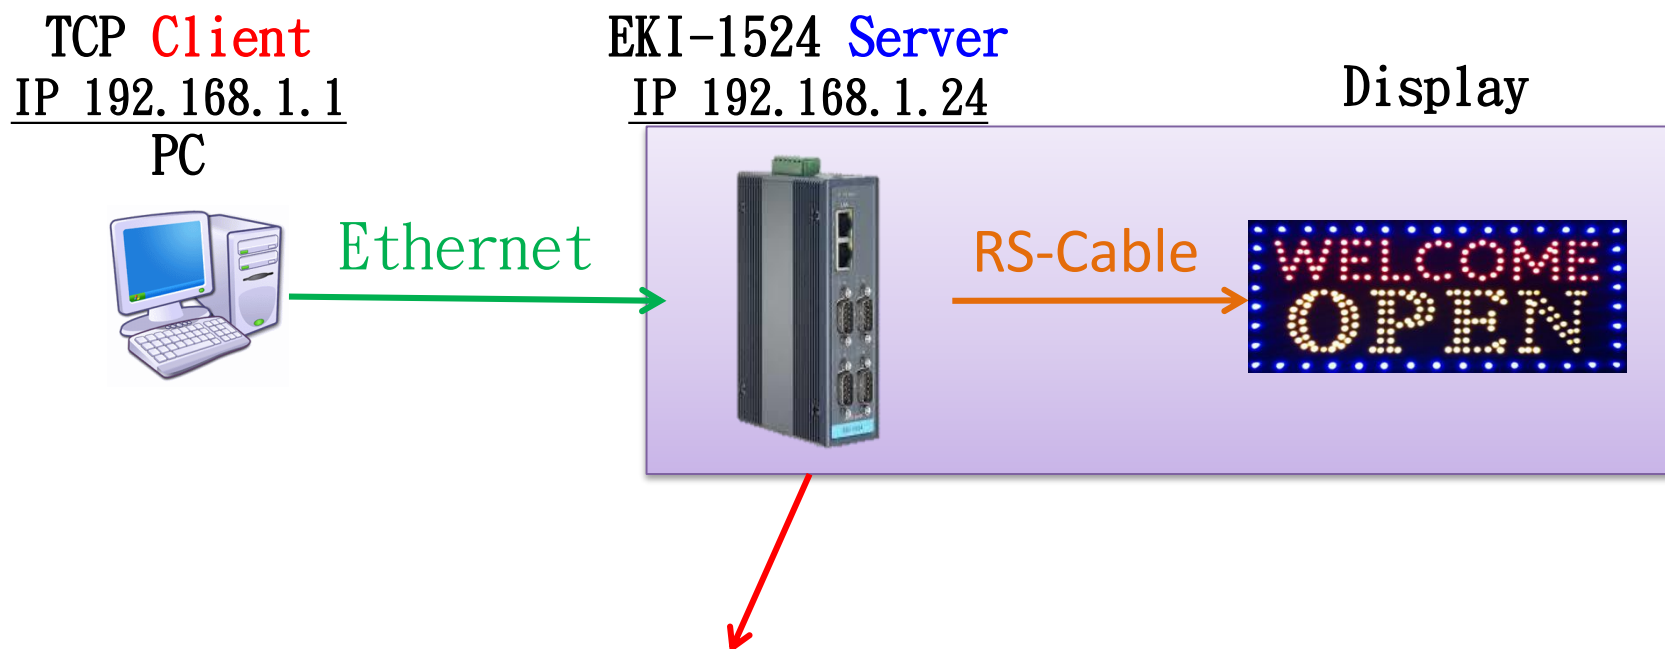 TCP Client
IP 192.168.1.1
PC
EKI-1524 Server
IP 192.168.1.24
Display
Ethernet
RS-Cable
WELCOME
OPEN